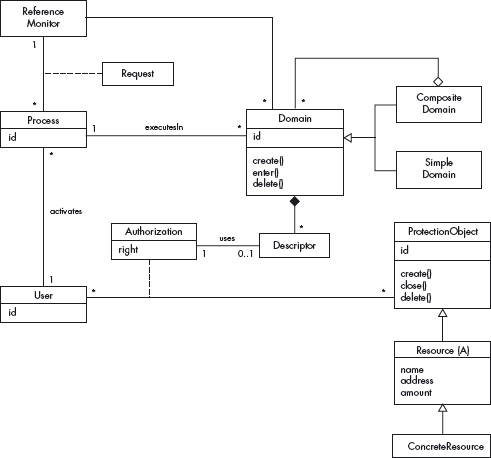 Reference
Monitor
1
Request
*
*
*
Composite
Domain
Process
id
1
executesIn
*
Domain
id
create()
enter()
delete()
Simple
Domain
*
activates
1
Authorization
right
uses
1
0..1
*
Descriptor
ProtectionObject
id
create()
close()
delete()
User
id
*
*
Resource (A)
name
address
amount
ConcreteResource